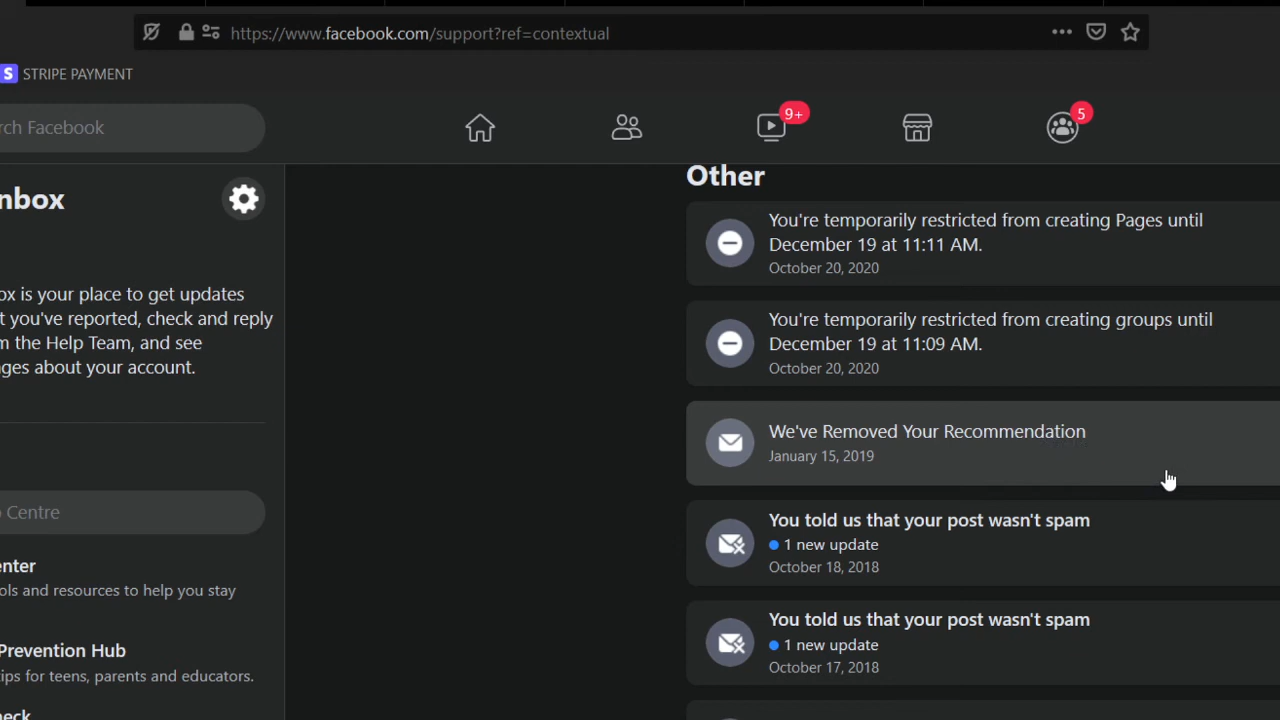 https://www.facebook.com/support?ref=contextual
S STRIPE PAYMENT
rch Facebook
9+
5
nbox
ox is your place to get updates
t you've reported, check and reply
m the Help Team, and see
ges about your account.
Centre
enter
ols and resources to help you stay
Prevention Hub
ips for teens, parents and educators.
heck
Other
You're temporarily restricted from creating Pages until
December 19 at 11:11 AM.
October 20, 2020
You're temporarily restricted from creating groups until
December 19 at 11:09 AM.
October 20, 2020
We've Removed Your Recommendation
January 15, 2019
You told us that your post wasn't spam
1 new update
October 18, 2018
You told us that your post wasn't spam
1 new update
October 17, 2018